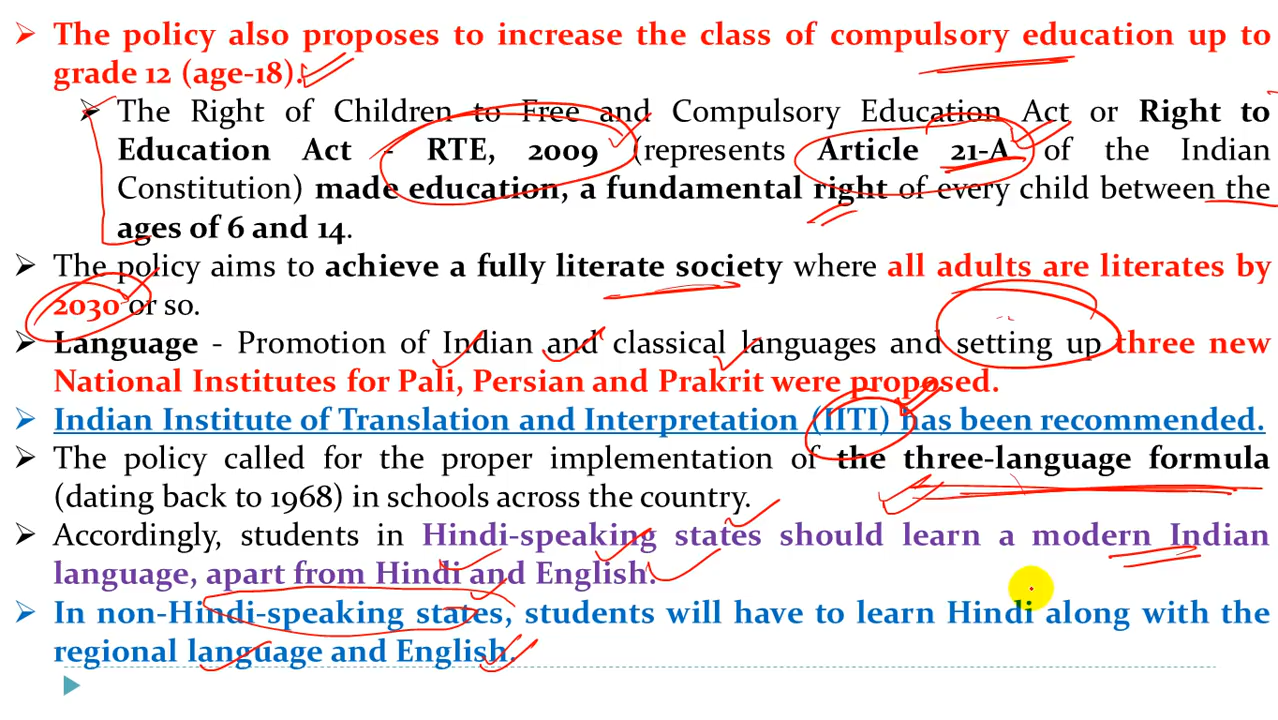 ➢ The policy also proposes to increase the class of compulsory education up to
grade 12 (age-18).
➢ The Right of Children to Free and Compulsory Education Act or Right to
Education Act - RTE, 2009 (represents Article 21-A of the Indian
Constitution) made education, a fundamental right of every child between the
ages of 6 and 14.
➢ The policy aims to achieve a fully literate society where all adults are literates by
2030 or so.
➢ Language - Promotion of Indian and classical languages and setting up three new
National Institutes for Pali, Persian and Prakrit were proposed.
➢ Indian Institute of Translation and Interpretation (IITI) has been recommended.
➢ The policy called for the proper implementation of the three-language formula
(dating back to 1968) in schools across the country.
➢ Accordingly, students in Hindi-speaking states should learn a modern Indian
language, apart from Hindi and English.
➢ In non-Hindi-speaking states, students will have to learn Hindi along with the
regional language and English.